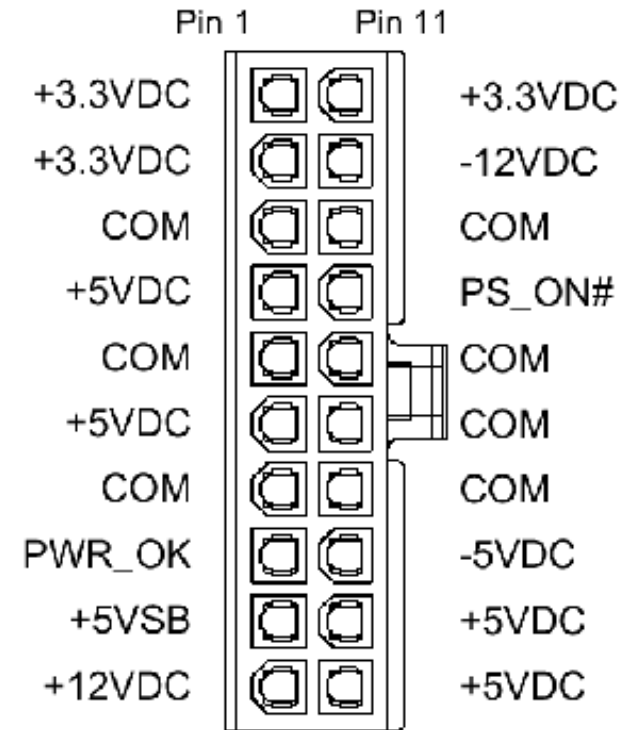 Pin 1 Pin 11
+3.3VDC +3.3VDC
+3.3VDC -12VDC
COM COM
+5VDC PS_ON#
COM COM
+5VDC COM
COM COM
PWR_OK -5VDC
+5VSB +5VDC
+12VDC +5VDC